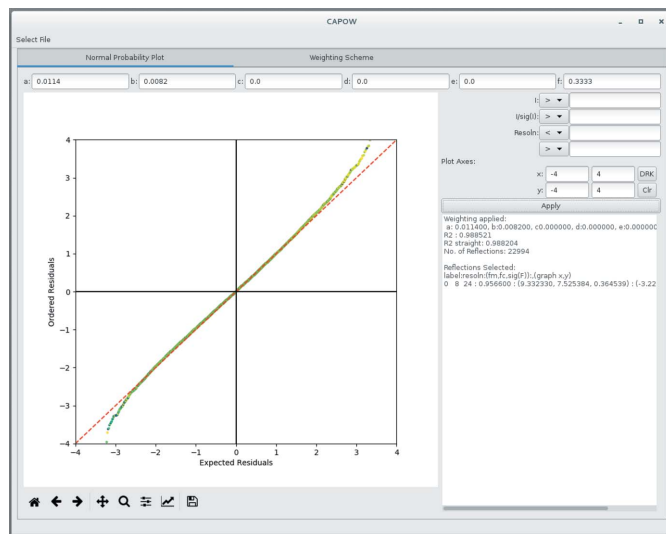 CAPOW
Select File
Normal Probability Plot Weighting Scheme
a: 0.0114 b: 0.0082 c: 0.0 d: 0.0 e: 0.0 f: 0.3333
I: >
I/sig(I): >
Resoln: <
>
Plot Axes:
x: -4 4 DRK
y: -4 4 Clr
Apply
Weighting applied:
a: 0.011400, b:0.008200, c0.000000, d:0.000000, e:0.000000
R2 : 0.988521
R2 straight: 0.988204
No. of Reflections: 22994
Reflections Selected:
label:resoln:(fm,fc,sig(F)):,(graph x,y)
0 8 24 : 0.956600 : (9.332330, 7.525384, 0.364539) : (-3.22
Ordered Residuals
4
3
2
1
0
−1
−2
−3
−4
−4 −3 −2 −1 0 1 2 3 4
Expected Residuals